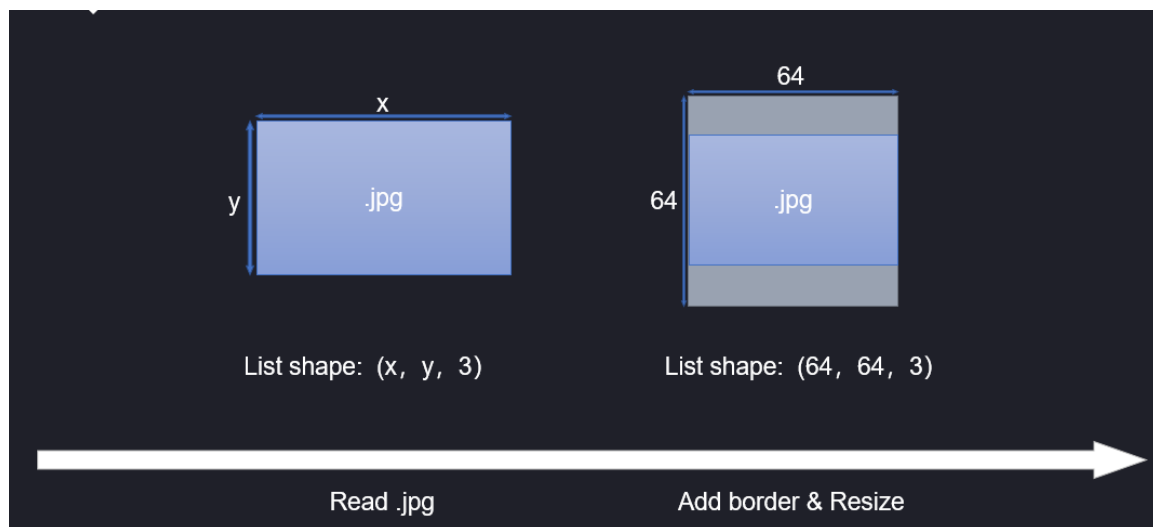 x
64
y
.jpg
64
.jpg
List shape:  (x,  y,  3)
List shape:  (64,  64,  3)
Read .jpg
Add border & Resize